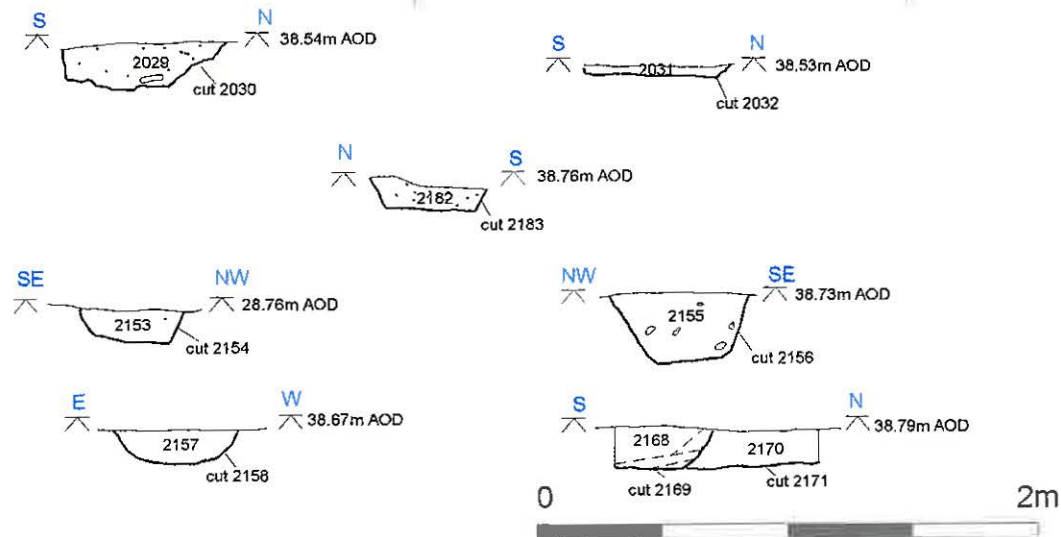 S N 38.54m AOD
2029
cut 2030
S N 38.53m AOD
2031
cut 2032
N S 38.76m AOD
2182
cut 2183
SE NW 28.76m AOD
2153
cut 2154
NW SE 38.73m AOD
2155
cut 2156
E W 38.67m AOD
2157
cut 2158
S N 38.79m AOD
2168 2170
cut 2169 cut 2171
0 2m